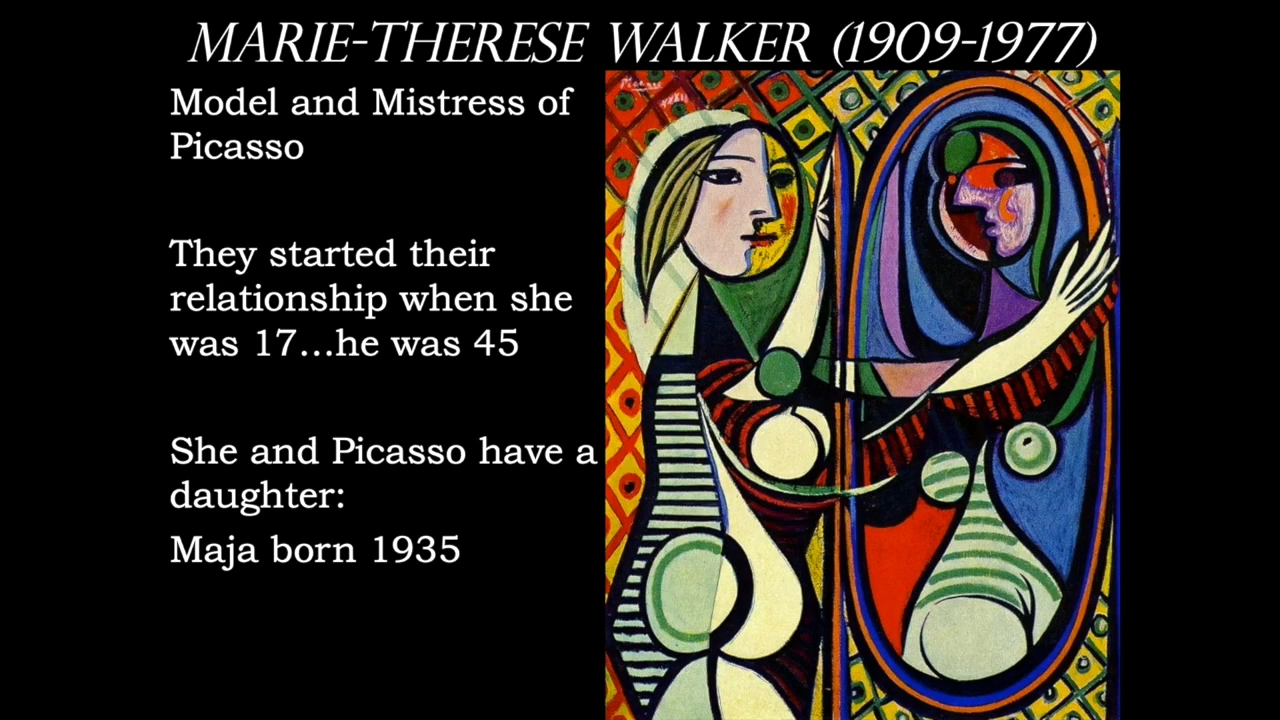 MARIE-THERESE WALKER (1909-1977)
Model and Mistress of
Picasso
They started their
relationship when she
was 17...he was 45
She and Picasso have a
daughter:
Maja born 1935